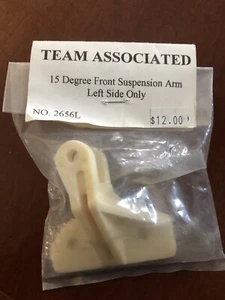 TEAM ASSOCIATED
15 Degree Front Suspension Arm
Left Side Only
NO. 2656L
$12.00